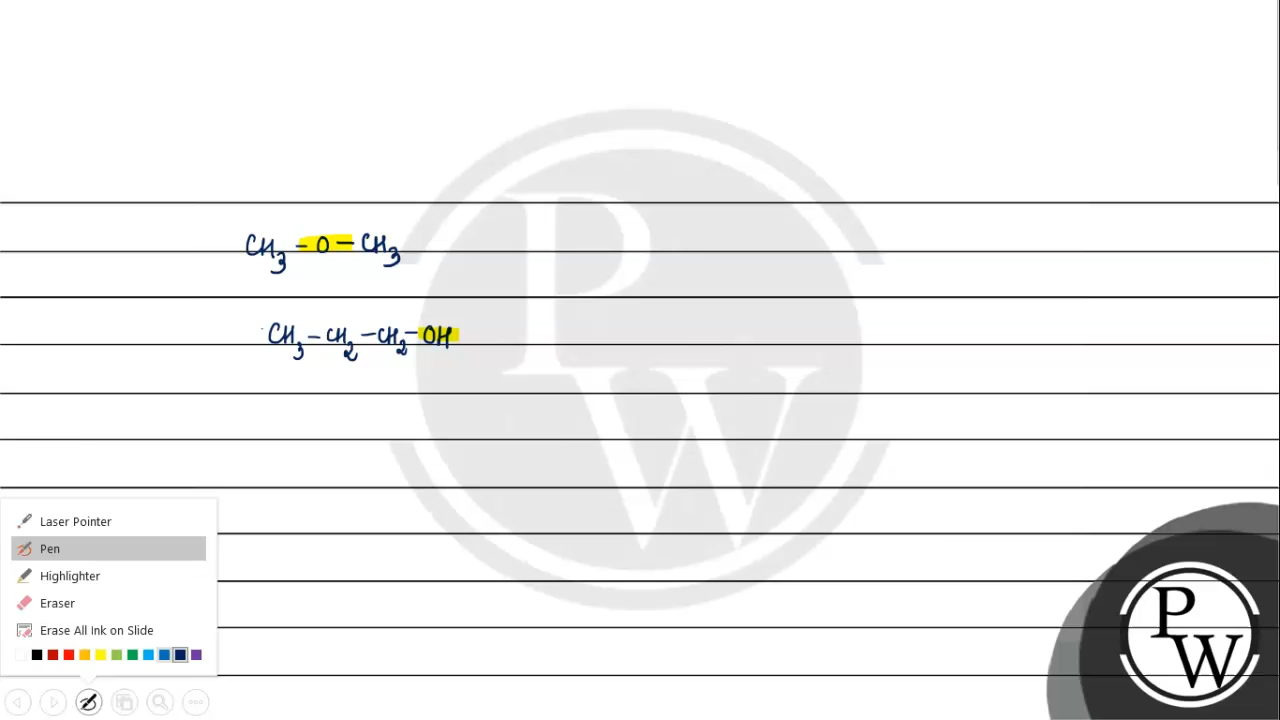 CH3 - O - CH3
CH3 - CH2 - CH2 - OH
P
W
Laser Pointer
Pen
Highlighter
Eraser
Erase All Ink on Slide
P
W